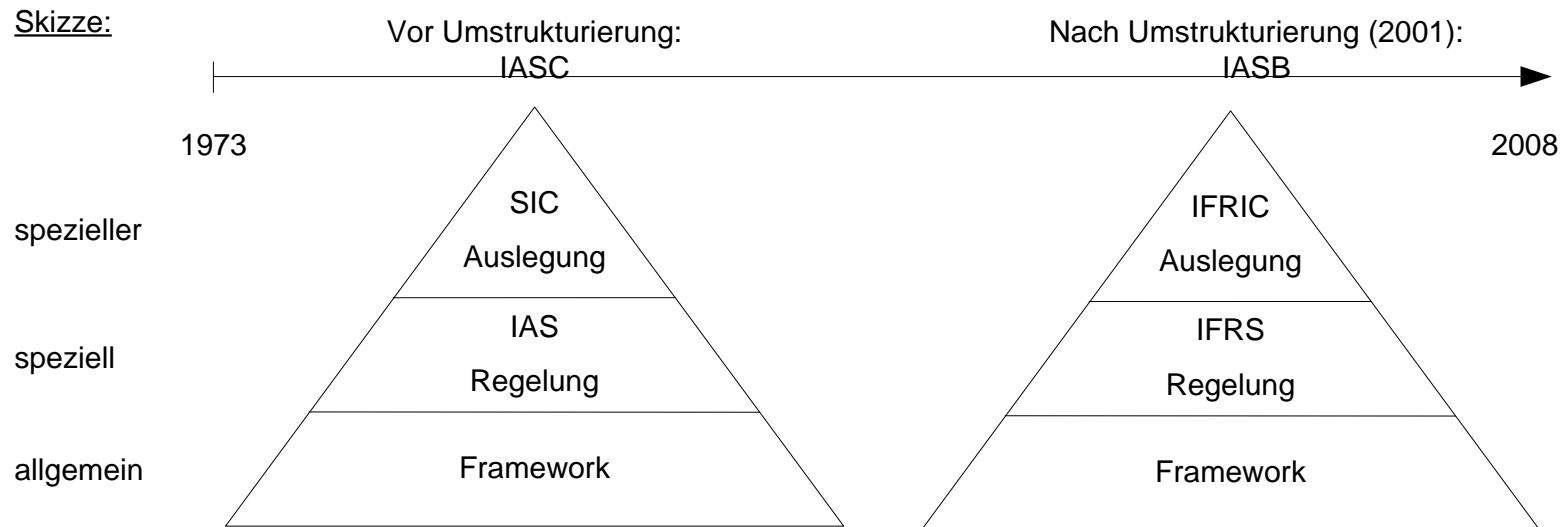 Skizze:
Vor Umstrukturierung:
IASC
Nach Umstrukturierung (2001):
IASB
1973
2008
spezieller
SIC
Auslegung
IFRIC
Auslegung
speziell
IAS
Regelung
IFRS
Regelung
allgemein
Framework
Framework